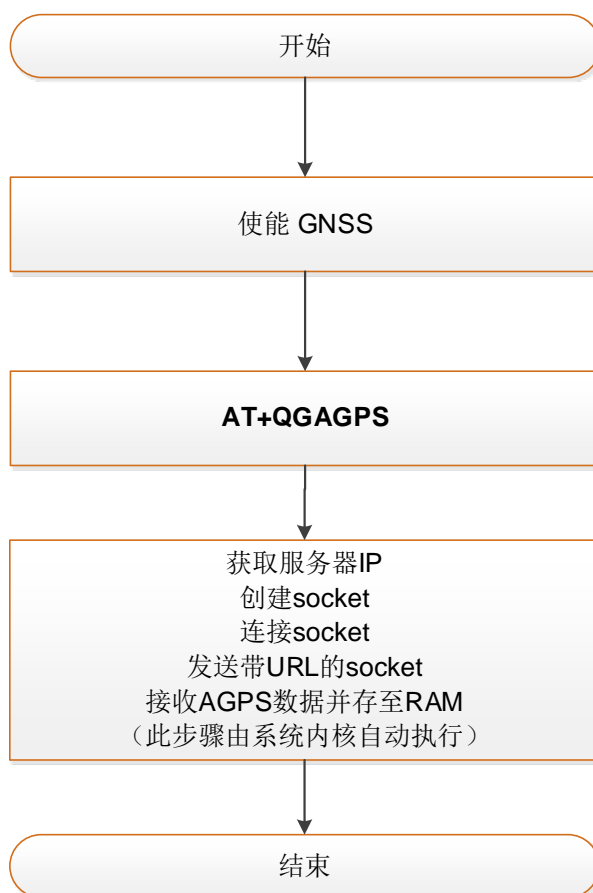 开始
使能 GNSS
AT+QGAGPS
获取服务器IP
创建socket
连接socket
发送带URL的socket
接收AGPS数据并存至RAM
（此步骤由系统内核自动执行）
结束